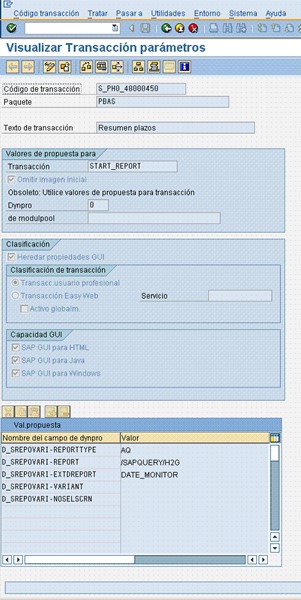 Código transacción Tratar Pasar a Utilidades Entorno Sistema Ayuda
Visualizar Transacción parámetros
Código de transacción S_PH0_48000450
Paquete PBAS
Texto de transacción Resumen plazos
Valores de propuesta para
Transacción START_REPORT
Omitir imagen inicial
Obsoleto: Utilice valores de propuesta para transacción
Dynpro 0
de modulpool
Clasificación
Heredar propiedades GUI
Clasificación de transacción
Transacc.usuario profesional
Transacción Easy Web Servicio
Activo globalm.
Capacidad GUI
SAP GUI para HTML
SAP GUI para Java
SAP GUI para Windows
Val.propuesta
Nombre del campo de dynpro Valor
D_SREPOVARI-REPORTTYPE AQ
D_SREPOVARI-REPORT /SAPQUERY/H2G
D_SREPOVARI-EXTDREPORT DATE_MONITOR
D_SREPOVARI-VARIANT
D_SREPOVARI-NOSELSCRN